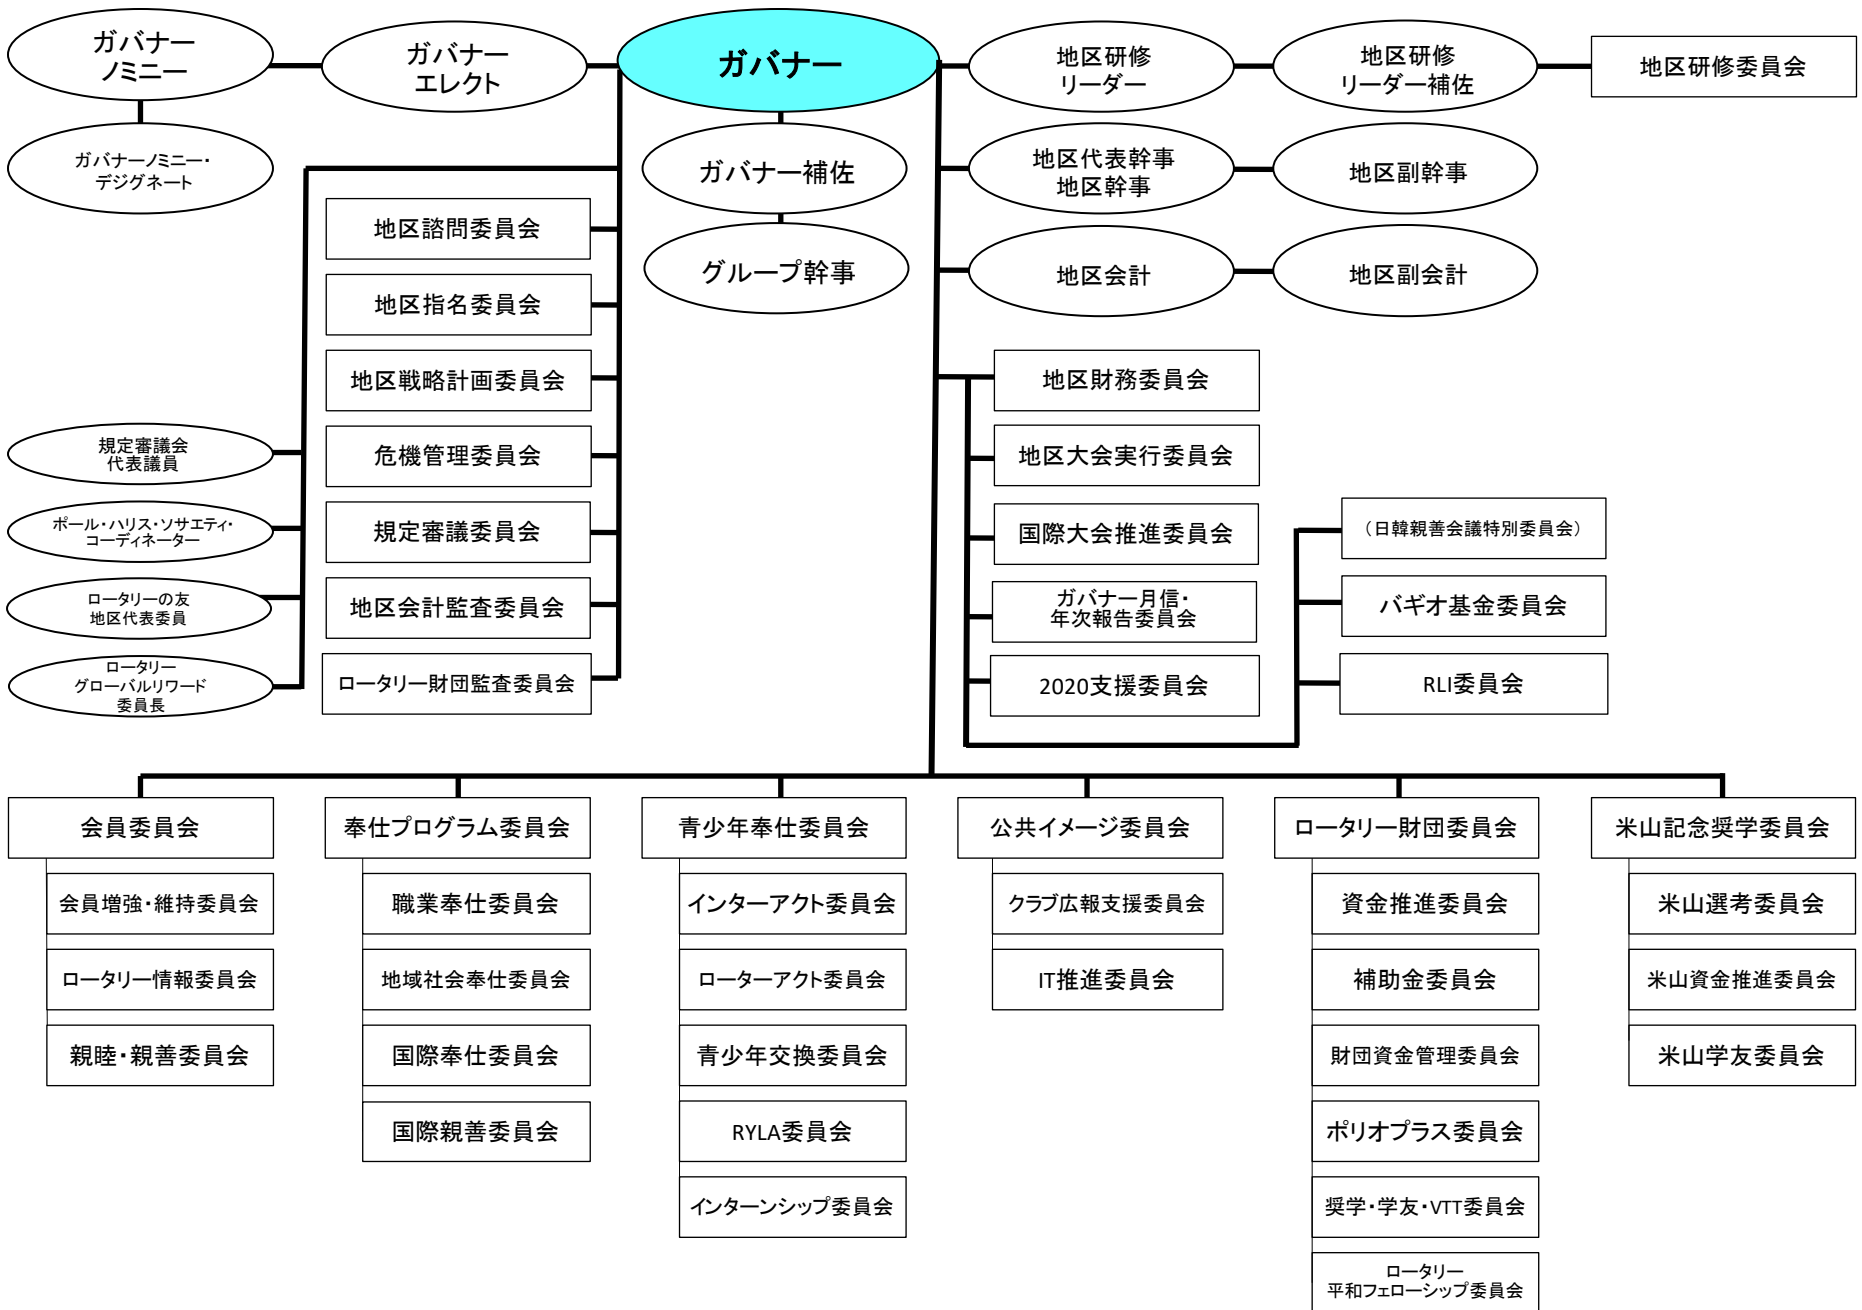 ガバナー
ノミニー
ガバナー
エレクト
ガバナー
地区研修
リーダー
地区研修
リーダー補佐
地区研修委員会
ガバナーノミニー・
デジグネート
ガバナー補佐
地区代表幹事
地区幹事
地区副幹事
グループ幹事
地区会計
地区副会計
地区諮問委員会
地区指名委員会
地区戦略計画委員会
危機管理委員会
規定審議委員会
地区会計監査委員会
ロータリー財団監査委員会
規定審議会
代表議員
ポール・ハリス・ソサエティ・
コーディネーター
ロータリーの友
地区代表委員
ロータリー
グローバルリワード
委員長
地区財務委員会
地区大会実行委員会
国際大会推進委員会
ガバナー月信・
年次報告委員会
2020支援委員会
（日韓親善会議特別委員会）
バギオ基金委員会
RLI委員会
会員委員会
会員増強・維持委員会
ロータリー情報委員会
親睦・親善委員会
奉仕プログラム委員会
職業奉仕委員会
地域社会奉仕委員会
国際奉仕委員会
国際親善委員会
青少年奉仕委員会
インターアクト委員会
ローターアクト委員会
青少年交換委員会
RYLA委員会
インターンシップ委員会
公共イメージ委員会
クラブ広報支援委員会
IT推進委員会
ロータリー財団委員会
資金推進委員会
補助金委員会
財団資金管理委員会
ポリオプラス委員会
奨学・学友・VTT委員会
ロータリー
平和フェローシップ委員会
米山記念奨学委員会
米山選考委員会
米山資金推進委員会
米山学友委員会